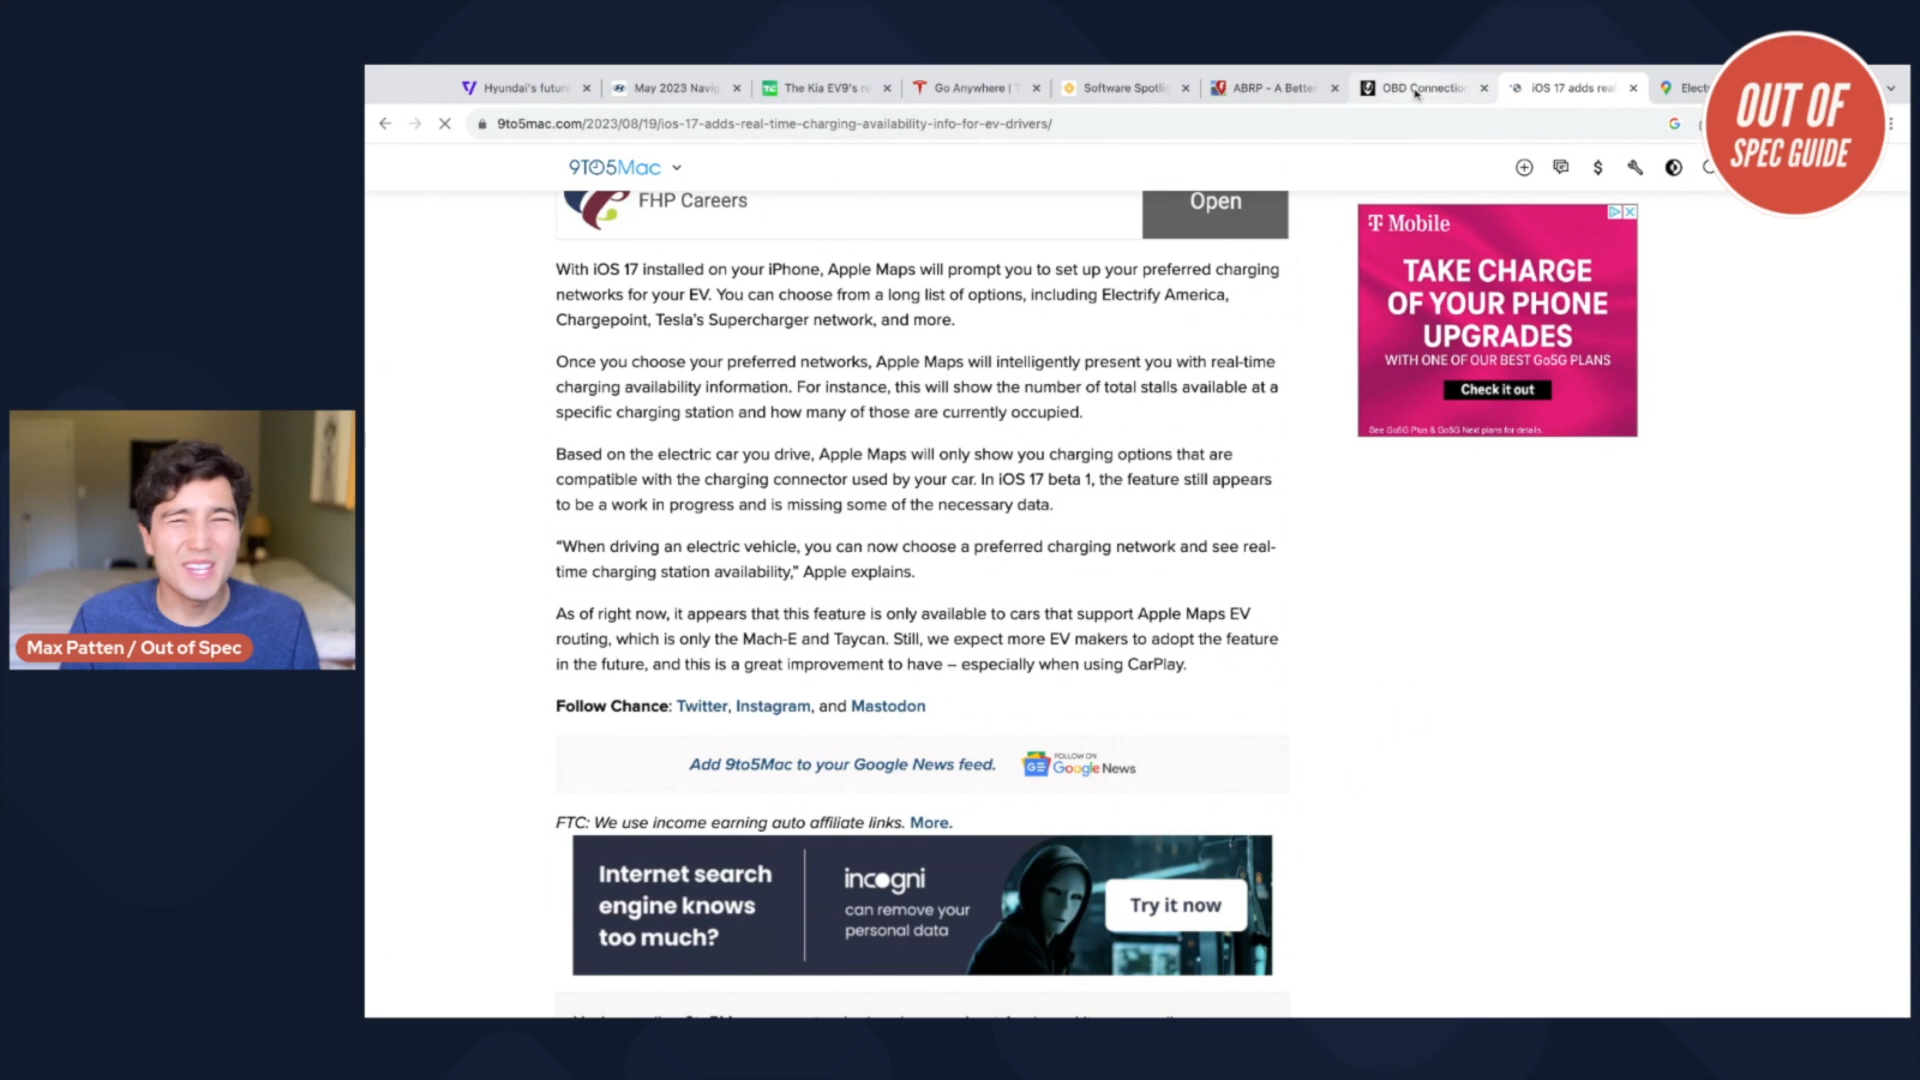 Hyundai's future
May 2023 Navig
The Kia EV9's r
Go Anywhere | T
Software Spotli
ABRP - A Bette
OBD Connection
iOS 17 adds real
Elect
9to5mac.com/2023/08/19/ios-17-adds-real-time-charging-availability-info-for-ev-drivers/
OUT OF
SPEC GUIDE
9TO5Mac
FHP Careers
Open
With iOS 17 installed on your iPhone, Apple Maps will prompt you to set up your preferred charging
networks for your EV. You can choose from a long list of options, including Electrify America,
Chargepoint, Tesla's Supercharger network, and more.
Once you choose your preferred networks, Apple Maps will intelligently present you with real-time
charging availability information. For instance, this will show the number of total stalls available at a
specific charging station and how many of those are currently occupied.
Based on the electric car you drive, Apple Maps will only show you charging options that are
compatible with the charging connector used by your car. In iOS 17 beta 1, the feature still appears
to be a work in progress and is missing some of the necessary data.
“When driving an electric vehicle, you can now choose a preferred charging network and see real-
time charging station availability,” Apple explains.
As of right now, it appears that this feature is only available to cars that support Apple Maps EV
routing, which is only the Mach-E and Taycan. Still, we expect more EV makers to adopt the feature
in the future, and this is a great improvement to have – especially when using CarPlay.
Follow Chance: Twitter, Instagram, and Mastodon
Add 9to5Mac to your Google News feed.
FOLLOW ON
Google News
FTC: We use income earning auto affiliate links. More.
Internet search
engine knows
too much?
incogni
can remove your
personal data
Try it now
T Mobile
TAKE CHARGE
OF YOUR PHONE
UPGRADES
WITH ONE OF OUR BEST Go5G PLANS
Check it out
See Go5G Plus & Go5G Next plans for details.
Max Patten / Out of Spec